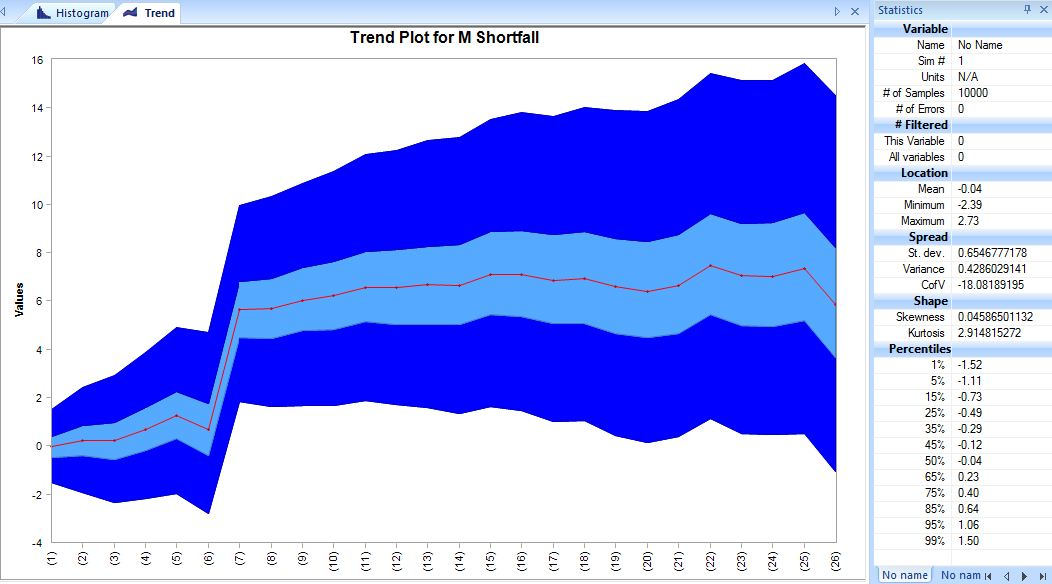 Histogram Trend
Trend Plot for M Shortfall
Values
16
14
12
10
8
6
4
2
0
-2
-4
(1) (2) (3) (4) (5) (6) (7) (8) (9) (10) (11) (12) (13) (14) (15) (16) (17) (18) (19) (20) (21) (22) (23) (24) (25) (26)
Statistics
Variable
Name No Name
Sim # 1
Units N/A
# of Samples 10000
# of Errors 0
# Filtered
This Variable 0
All variables 0
Location
Mean -0.04
Minimum -2.39
Maximum 2.73
Spread
St. dev. 0.6546777178
Variance 0.4286029141
CofV -18.08189195
Shape
Skewness 0.04586501132
Kurtosis 2.914815272
Percentiles
1% -1.52
5% -1.11
15% -0.73
25% -0.49
35% -0.29
45% -0.12
50% -0.04
65% 0.23
75% 0.40
85% 0.64
95% 1.06
99% 1.50
No name No nam